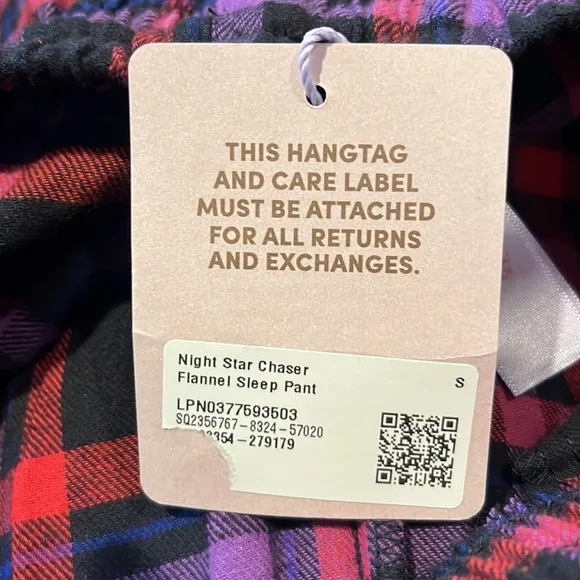 THIS HANGTAG
AND CARE LABEL
MUST BE ATTACHED
FOR ALL RETURNS
AND EXCHANGES.
Night Star Chaser
Flannel Sleep Pant
S
LPN0377593503
SQ2356767-8324-57020
354-279179